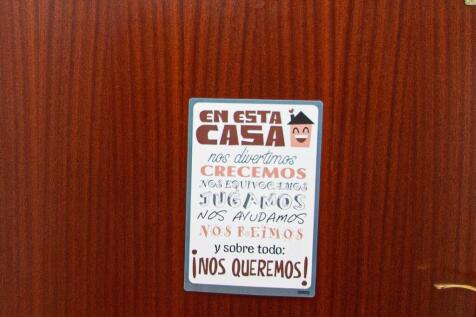 EN ESTA
CASA
nos divertimos
CRECEMOS
NOS EQUIVOCAMOS
JUGAMOS
NOS AYUDAMOS
NOS REÍMOS
y sobre todo:
¡NOS QUEREMOS!